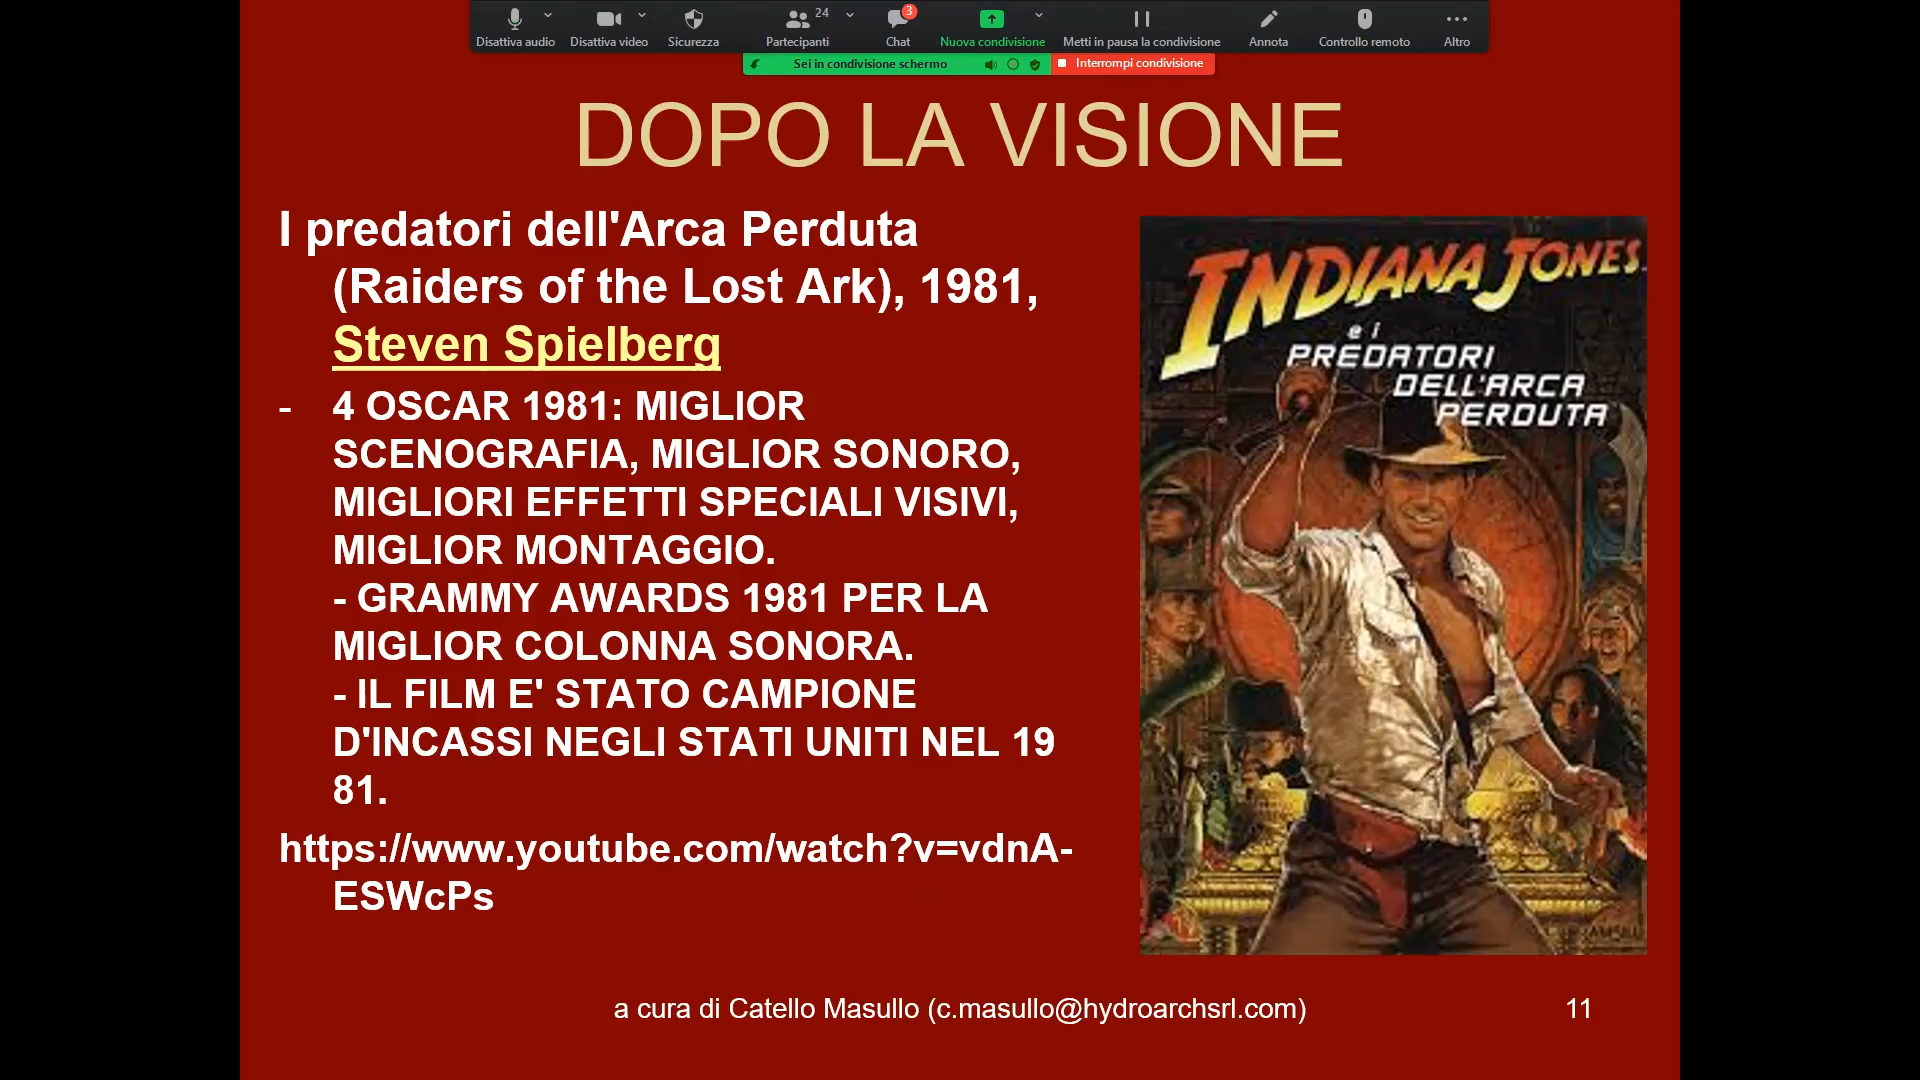 24
3
Disattiva audio
Disattiva video
Sicurezza
Partecipanti
Chat
Nuova condivisione
Metti in pausa la condivisione
Annota
Controllo remoto
Altro
Sei in condivisione schermo
Interrompi condivisione
DOPO LA VISIONE
I predatori dell'Arca Perduta
(Raiders of the Lost Ark), 1981,
Steven Spielberg
- 4 OSCAR 1981: MIGLIOR
SCENOGRAFIA, MIGLIOR SONORO,
MIGLIORI EFFETTI SPECIALI VISIVI,
MIGLIOR MONTAGGIO.
- GRAMMY AWARDS 1981 PER LA
MIGLIOR COLONNA SONORA.
- IL FILM E' STATO CAMPIONE
D'INCASSI NEGLI STATI UNITI NEL 19
81.
https://www.youtube.com/watch?v=vdnA-
ESWcPs
INDIANA JONES
e i
PREDATORI
DELL'ARCA
PERDUTA
a cura di Catello Masullo (c.masullo@hydroarchsrl.com)
11